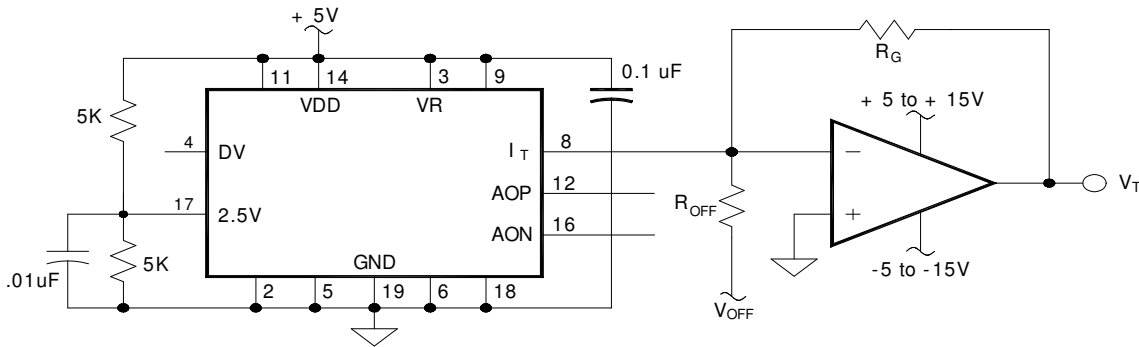 + 5V
11
14
3
9
0.1 uF
VDD
VR
5K
4
DV
I_T
8
AOP
12
17
2.5V
AON
16
.01uF
5K
GND
2
5
19
6
18
R_G
+ 5 to + 15V
−
R_OFF
+
V_T
-5 to -15V
V_OFF